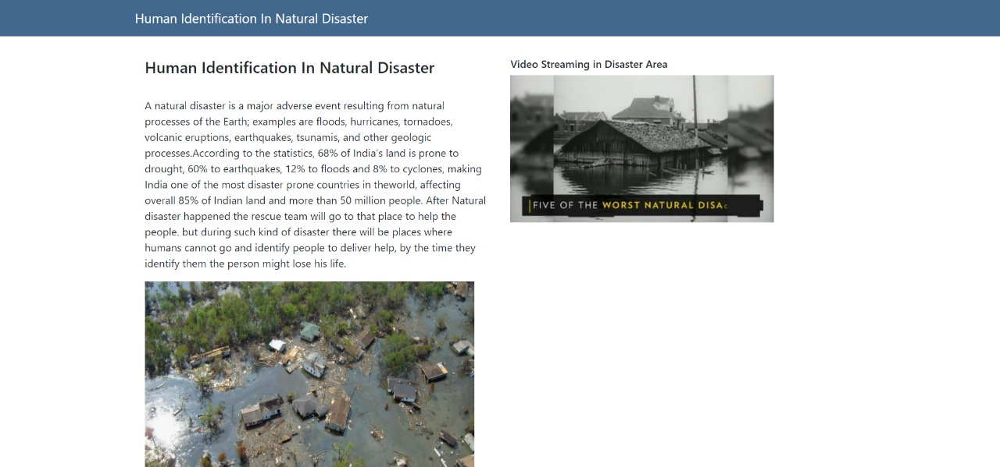 Human Identification In Natural Disaster
Human Identification In Natural Disaster
A natural disaster is a major adverse event resulting from natural
processes of the Earth; examples are floods, hurricanes, tornadoes,
volcanic eruptions, earthquakes, tsunamis, and other geologic
processes.According to the statistics, 68% of India’s land is prone to
drought, 60% to earthquakes, 12% to floods and 8% to cyclones, making
India one of the most disaster prone countries in theworld, affecting
overall 85% of Indian land and more than 50 million people. After Natural
disaster happened the rescue team will go to that place to help the
people. but during such kind of disaster there will be places where
humans cannot go and identify people to deliver help, by the time they
identify them the person might lose his life.
Video Streaming in Disaster Area
FIVE OF THE WORST NATURAL DISAC